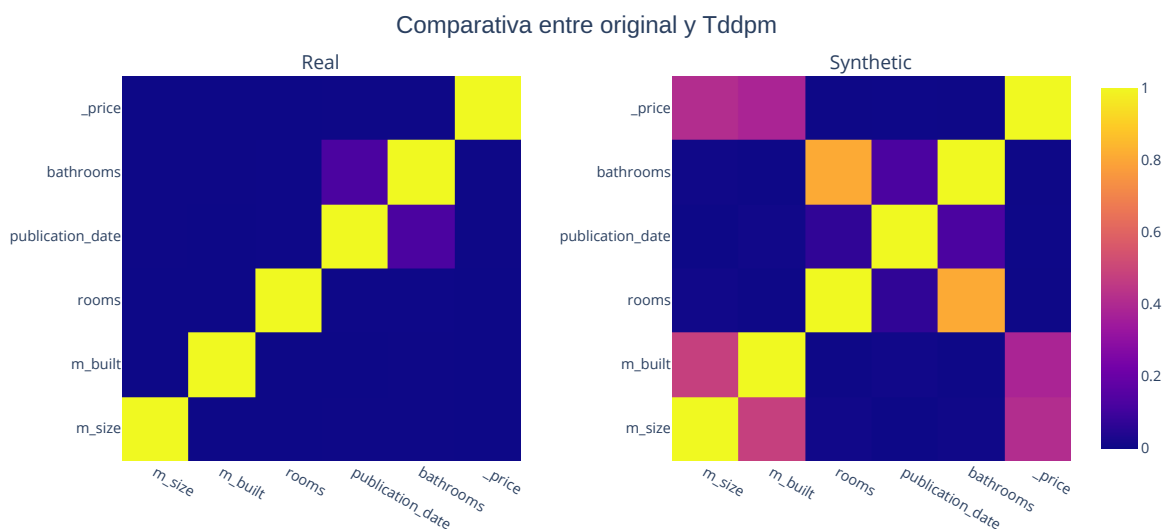 Comparativa entre original y Tddpm
Real
Synthetic
_price
bathrooms
publication_date
rooms
m_built
m_size
m_size
m_built
rooms
publication_date
bathrooms
_price
_price
bathrooms
publication_date
rooms
m_built
m_size
m_size
m_built
rooms
publication_date
bathrooms
_price
1
0.8
0.6
0.4
0.2
0